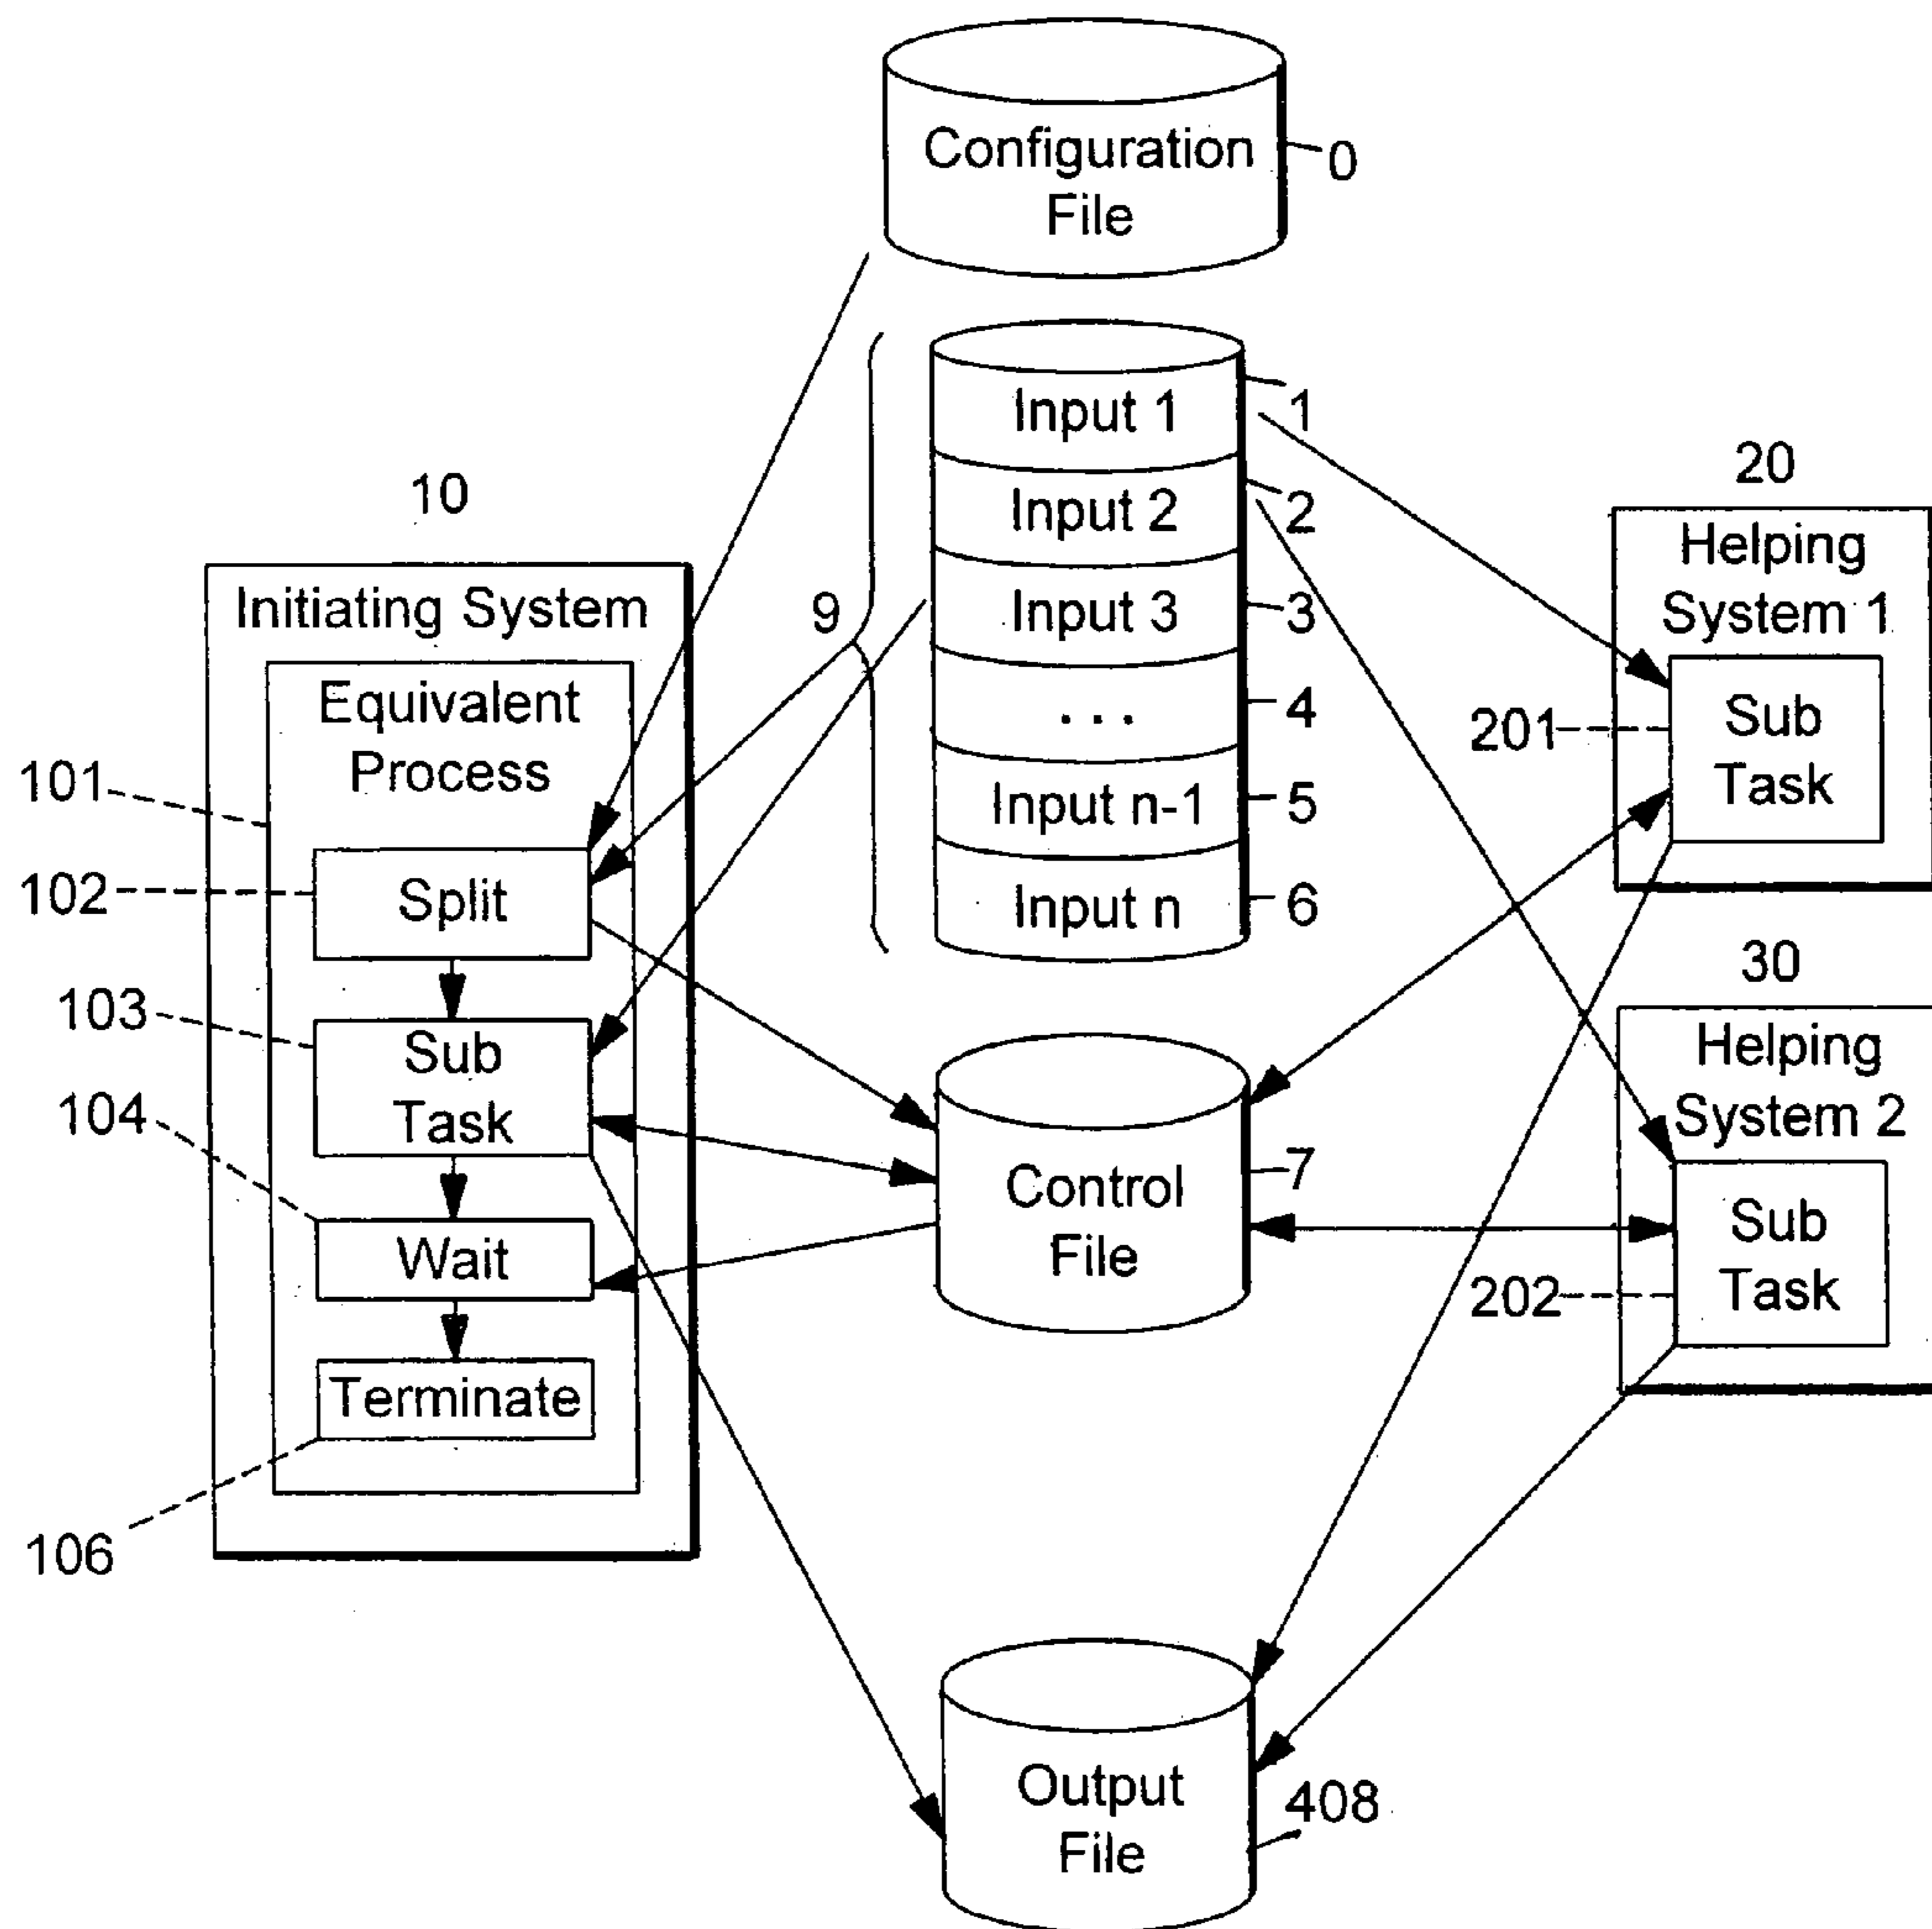 Configuration
File
0
Input 1
1
Input 2
2
Input 3
3
. . .
4
Input n-1
5
Input n
6
9
10
Initiating System
Equivalent
Process
101
Split
102
Sub
Task
103
Wait
104
Terminate
106
20
Helping
System 1
Sub
Task
201
30
Helping
System 2
Sub
Task
202
Control
File
7
Output
File
408